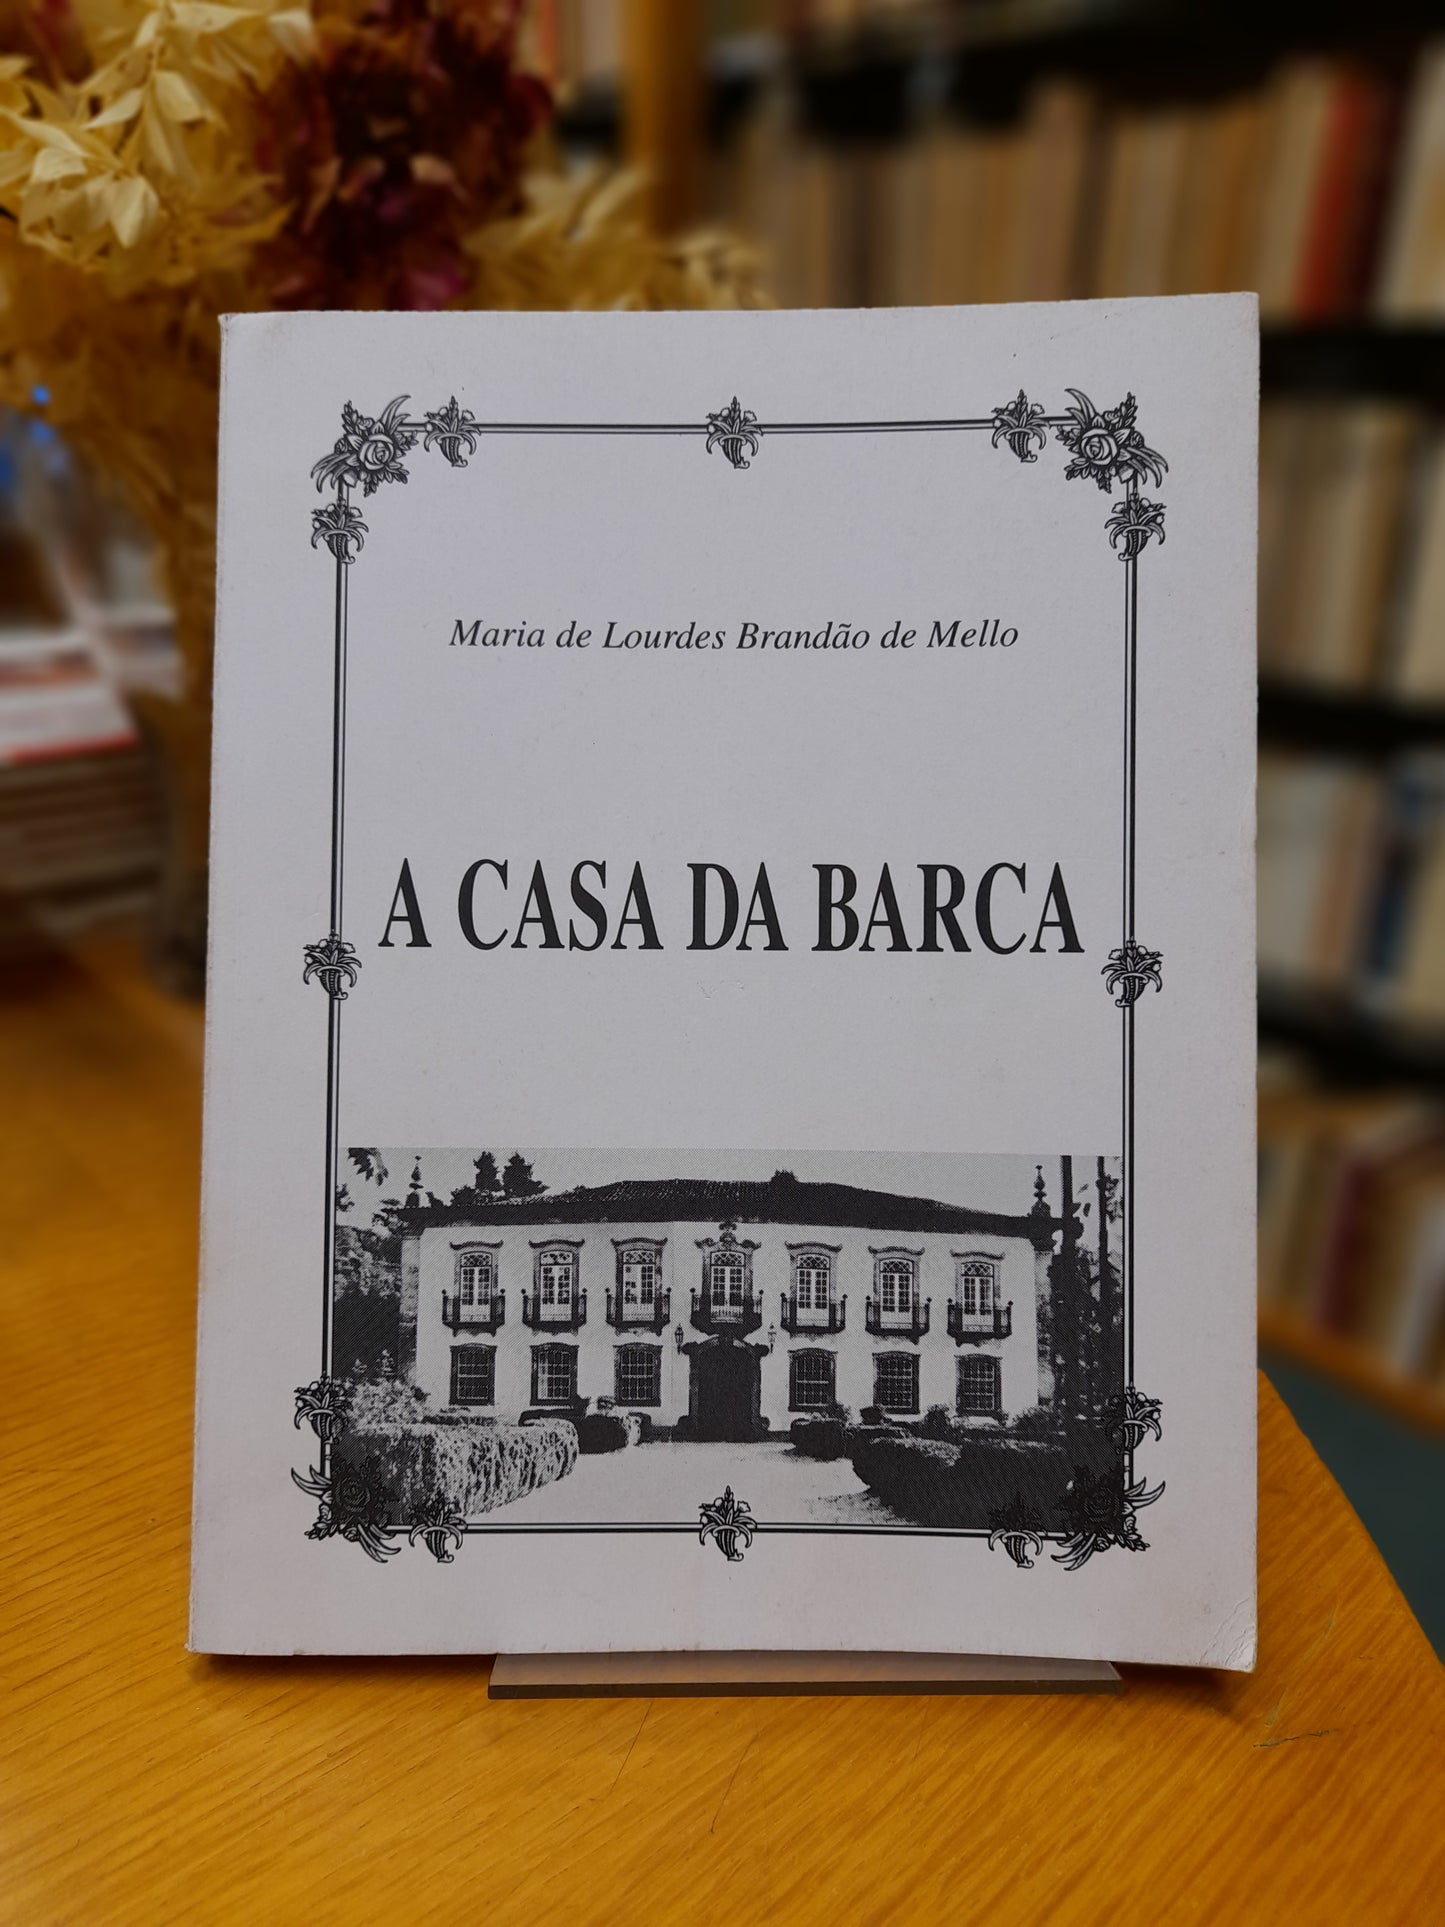 Maria de Lourdes Brandão de Mello
A CASA DA BARCA